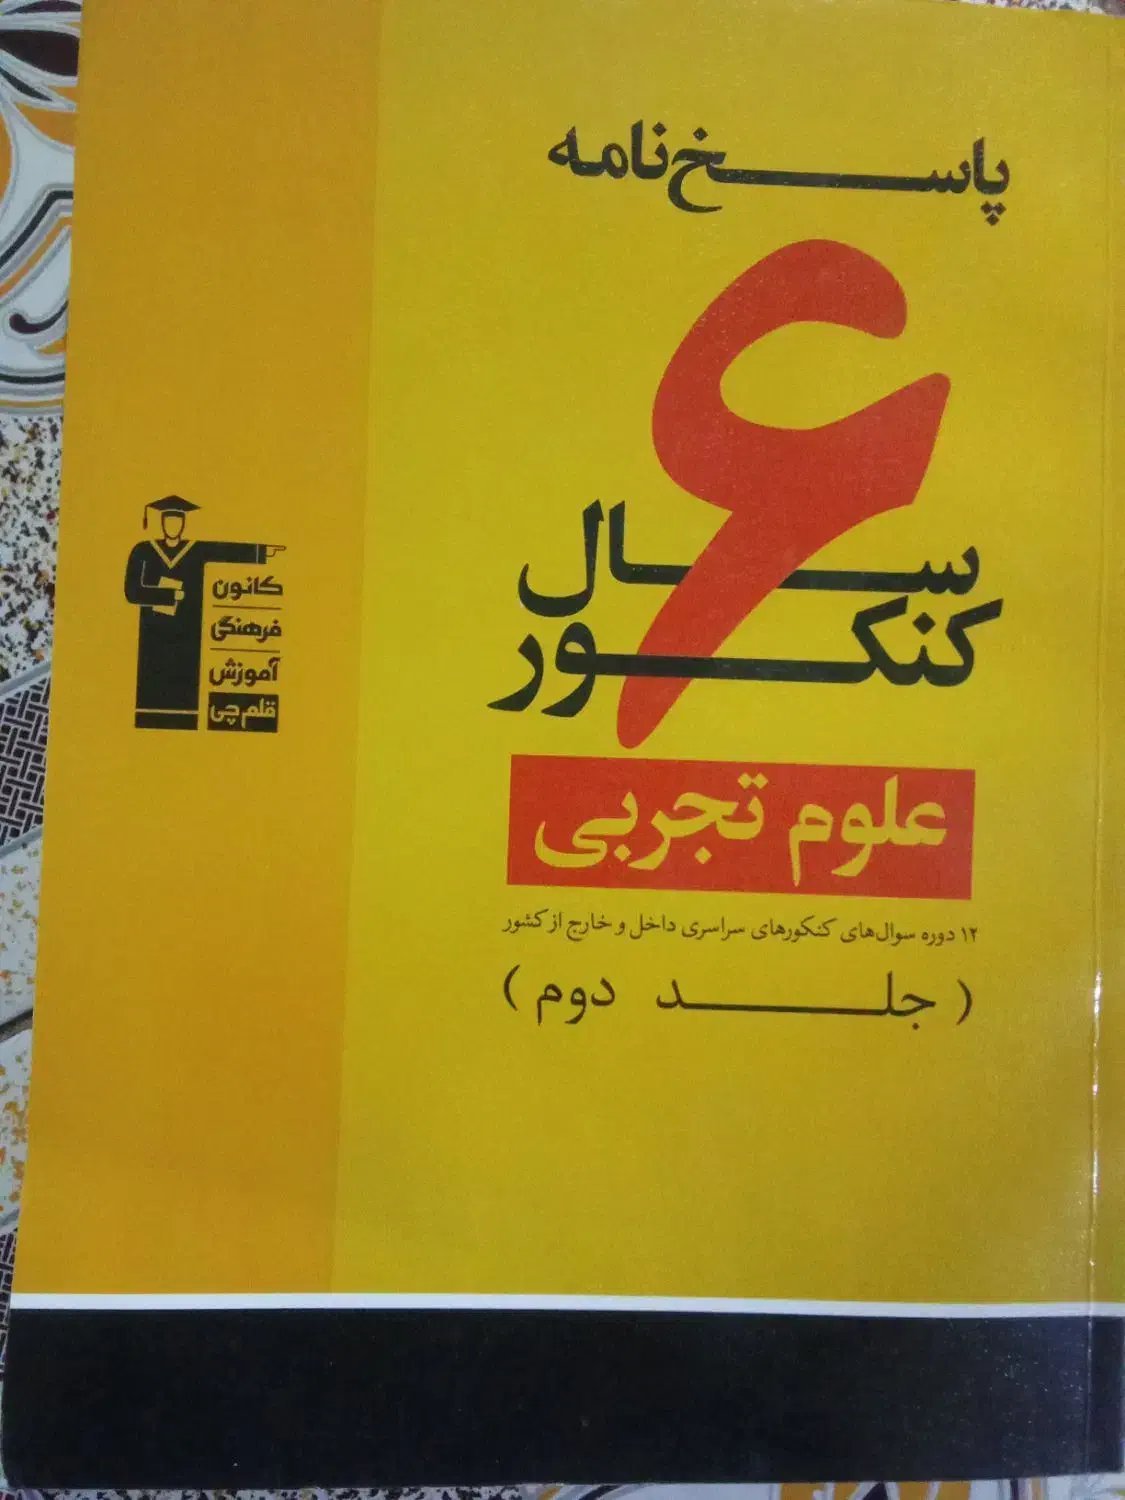 پاسخ‌نامه
۶
سال
کنکور
علوم تجربی
۱۲ دوره سوال‌های کنکورهای سراسری داخل و خارج از کشور
( جلد دوم )
کانون
فرهنگی
آموزش
قلم‌چی